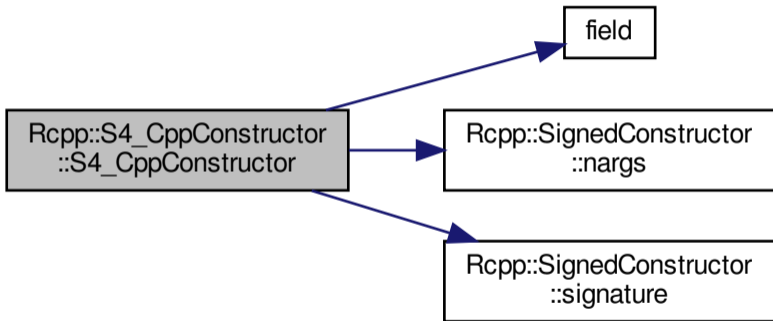 field
Rcpp::S4_CppConstructor
::S4_CppConstructor
Rcpp::SignedConstructor
::nargs
Rcpp::SignedConstructor
::signature